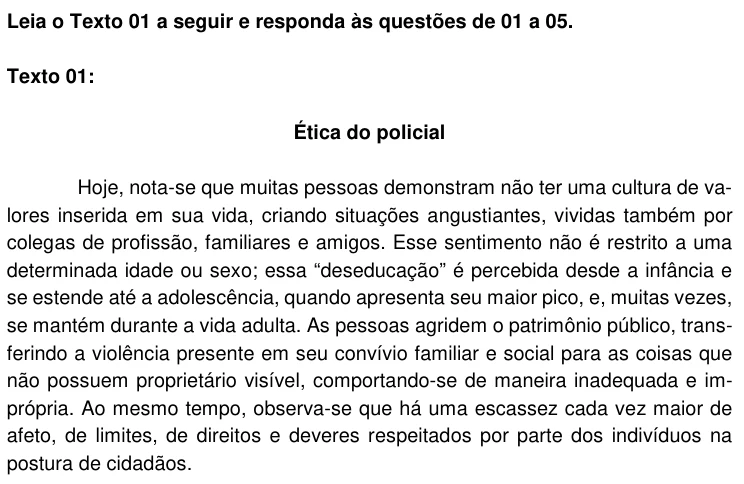 Leia o Texto 01 a seguir e responda às questões de 01 a 05.
Texto 01:
Ética do policial
Hoje, nota-se que muitas pessoas demonstram não ter uma cultura de va-
lores inserida em sua vida, criando situações angustiantes, vividas também por
colegas de profissão, familiares e amigos. Esse sentimento não é restrito a uma
determinada idade ou sexo; essa “deseducação” é percebida desde a infância e
se estende até a adolescência, quando apresenta seu maior pico, e, muitas vezes,
se mantém durante a vida adulta. As pessoas agridem o patrimônio público, trans-
ferindo a violência presente em seu convívio familiar e social para as coisas que
não possuem proprietário visível, comportando-se de maneira inadequada e im-
própria. Ao mesmo tempo, observa-se que há uma escassez cada vez maior de
afeto, de limites, de direitos e deveres respeitados por parte dos indivíduos na
postura de cidadãos.